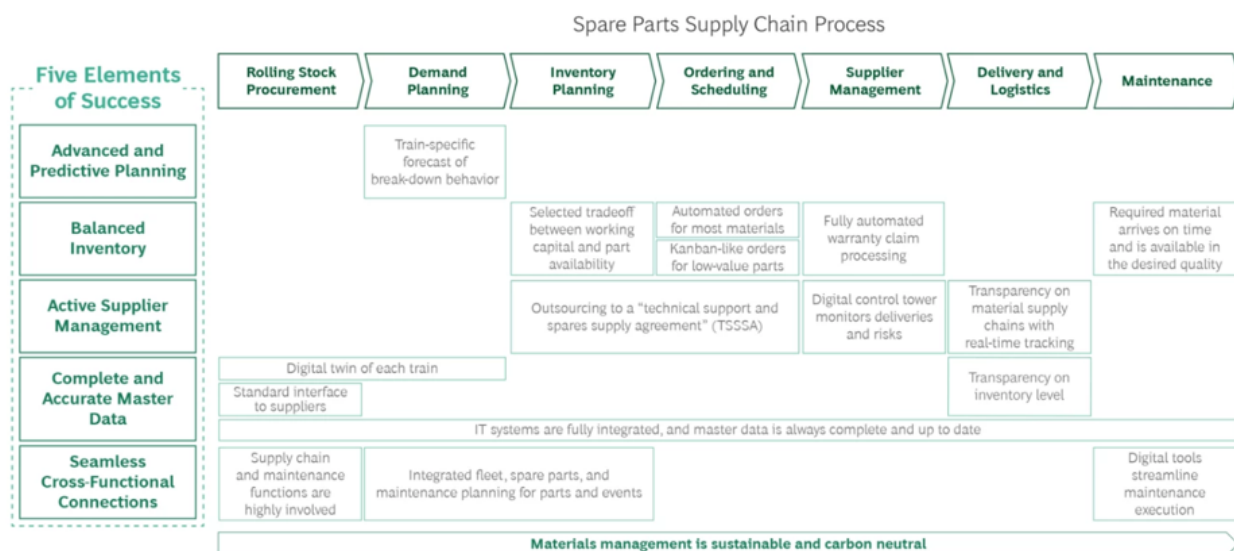 Spare Parts Supply Chain Process
Five Elements
of Success
Rolling Stock
Procurement
Demand
Planning
Inventory
Planning
Ordering and
Scheduling
Supplier
Management
Delivery and
Logistics
Maintenance
Advanced and
Predictive Planning
Train-specific
forecast of
break-down behavior
Balanced
Inventory
Selected tradeoff
between working
capital and part
availability
Automated orders
for most materials
Kanban-like orders
for low-value parts
Fully automated
warranty claim
processing
Required material
arrives on time
and is available in
the desired quality
Active Supplier
Management
Outsourcing to a “technical support and
spares supply agreement” (TSSSA)
Digital control tower
monitors deliveries
and risks
Transparency on
material supply
chains with
real-time tracking
Complete and
Accurate Master
Data
Digital twin of each train
Standard interface
to suppliers
Transparency on
inventory level
IT systems are fully integrated, and master data is always complete and up to date
Seamless
Cross-Functional
Connections
Supply chain
and maintenance
functions are
highly involved
Integrated fleet, spare parts, and
maintenance planning for parts and events
Digital tools
streamline
maintenance
execution
Materials management is sustainable and carbon neutral